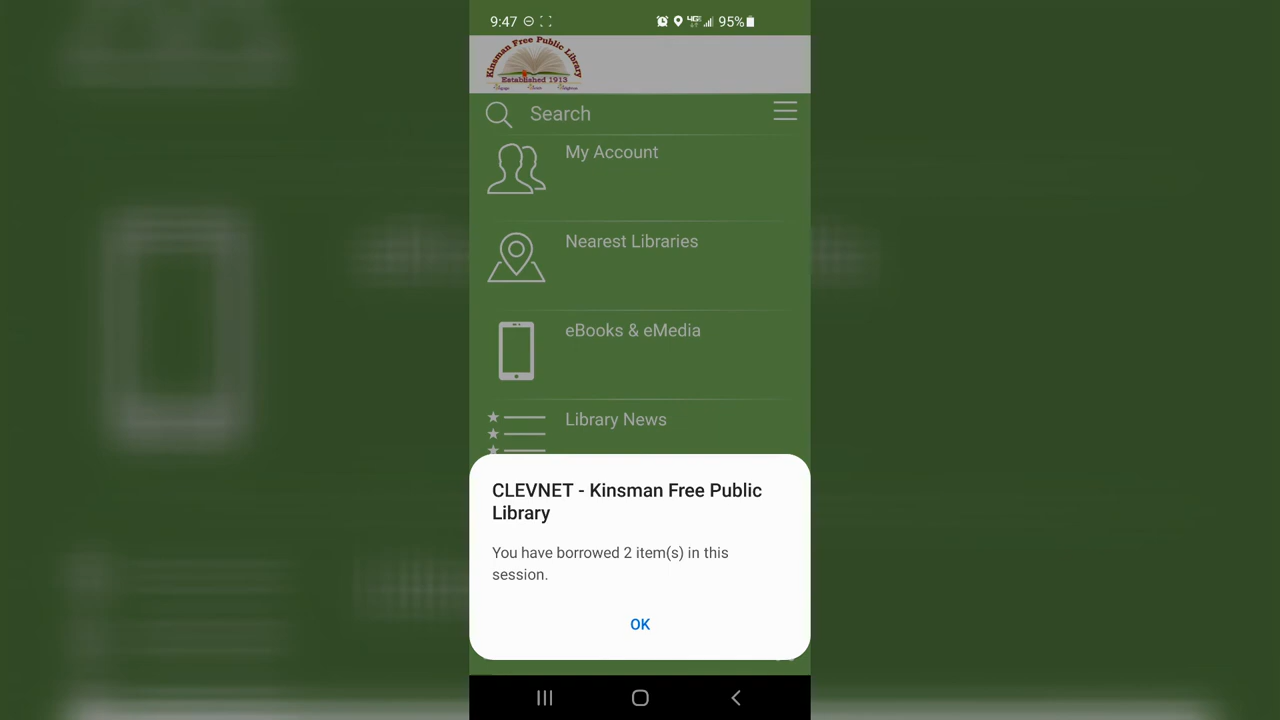 9:47
95%
Kinsman Free Public Library
Established 1913
Search
My Account
Nearest Libraries
eBooks & eMedia
Library News
CLEVNET - Kinsman Free Public
Library
You have borrowed 2 item(s) in this
session.
OK